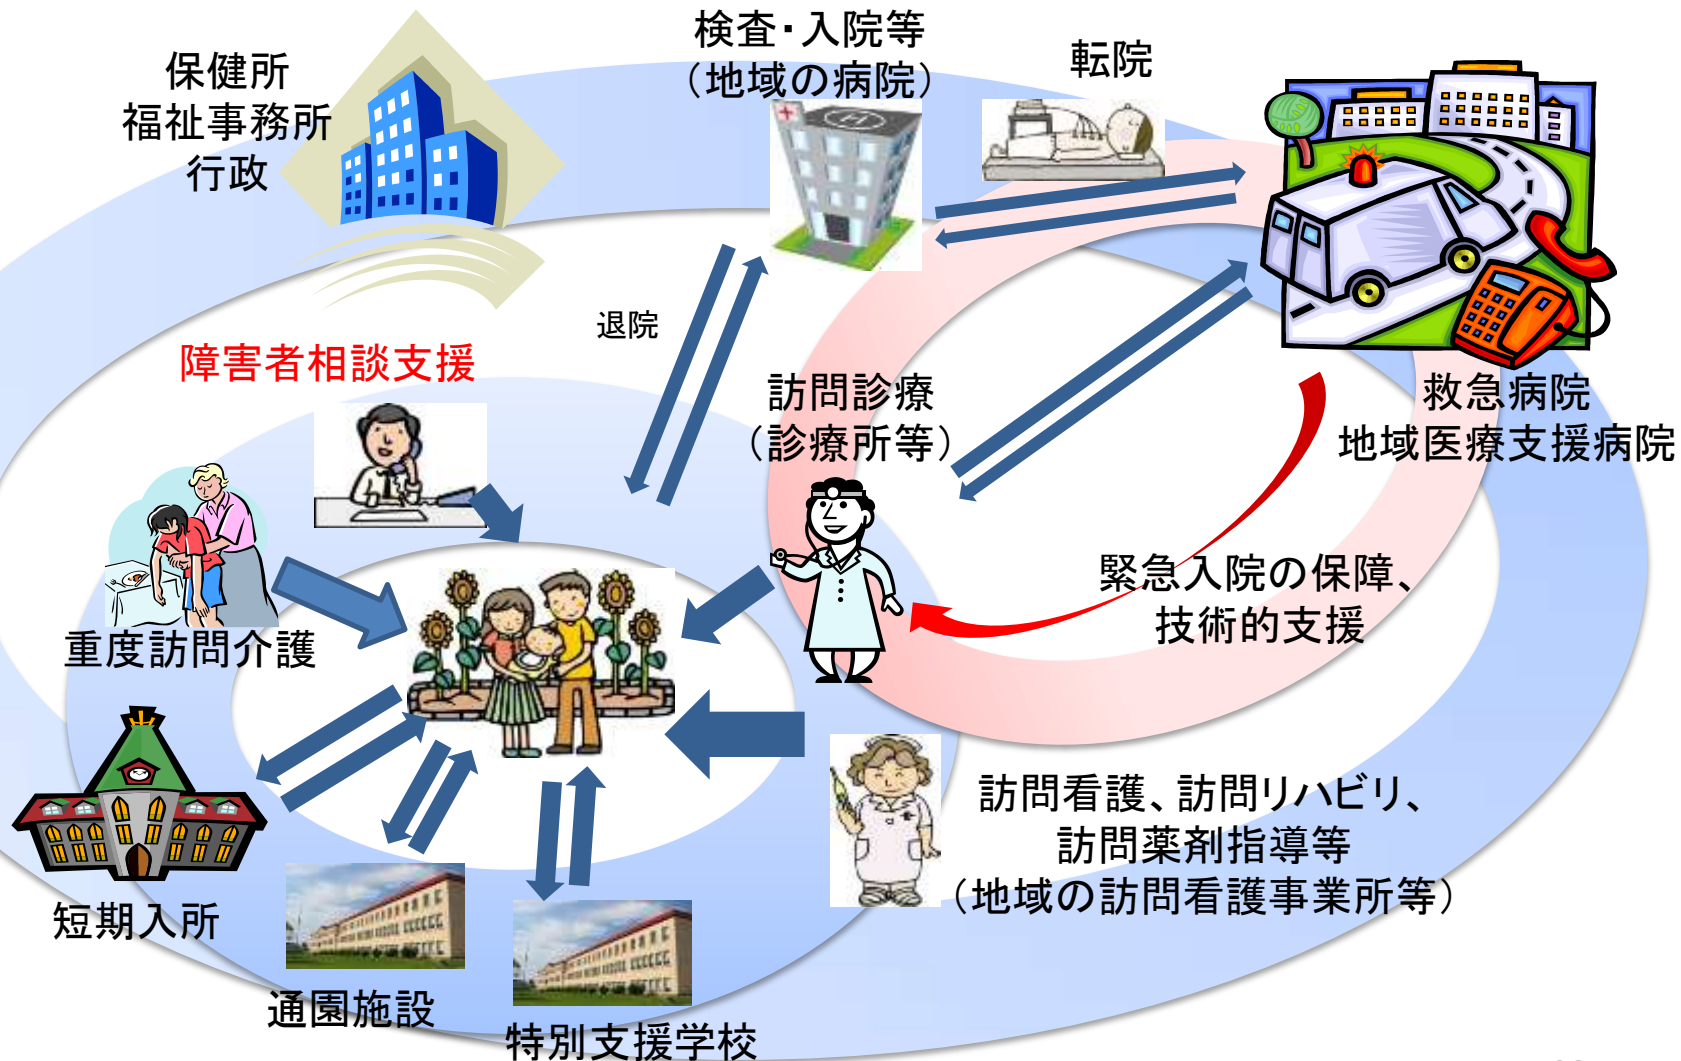 保健所
福祉事務所
行政
検査・入院等
（地域の病院）
転院
退院
障害者相談支援
訪問診療
（診療所等）
救急病院
地域医療支援病院
緊急入院の保障、
技術的支援
重度訪問介護
訪問看護、訪問リハビリ、
訪問薬剤指導等
（地域の訪問看護事業所等）
短期入所
通園施設
特別支援学校